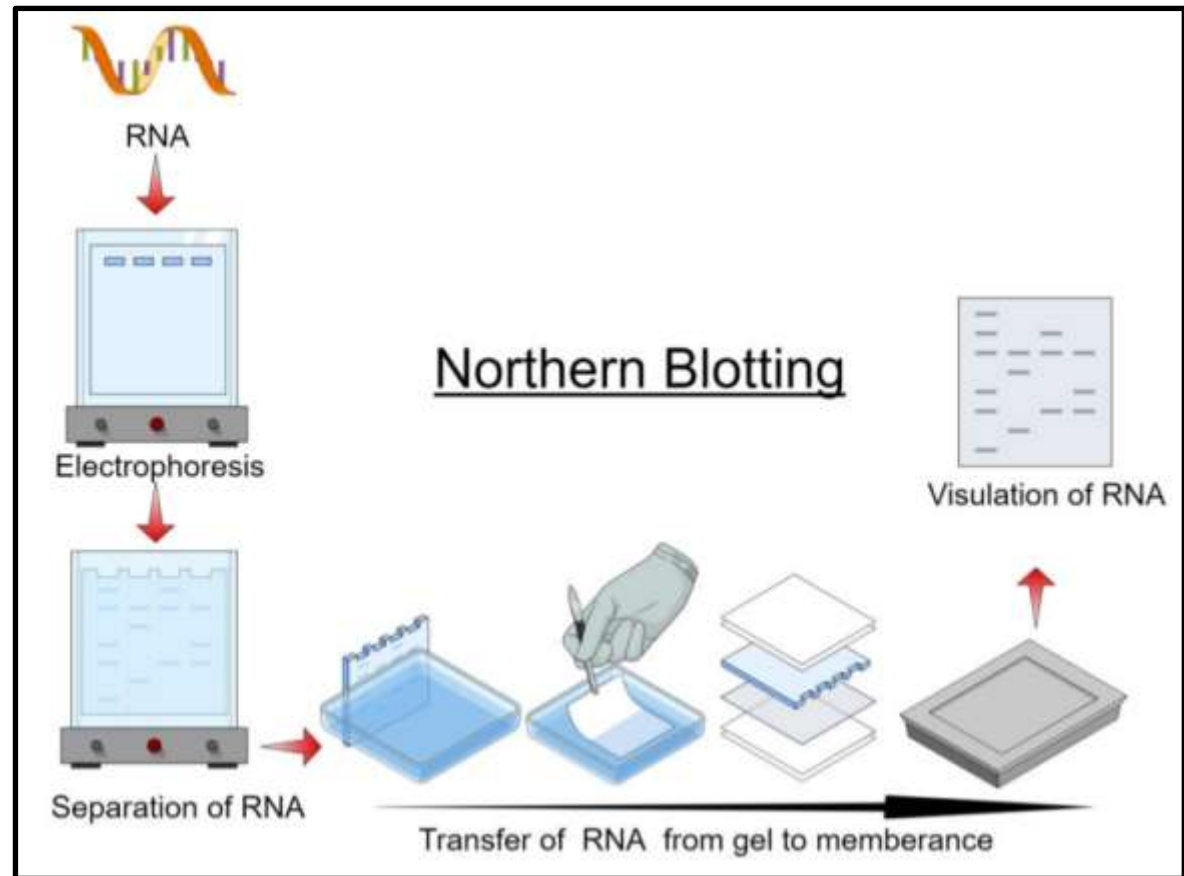 RNA
Electrophoresis
Separation of RNA
Northern Blotting
Transfer of RNA from gel to memberance
Visulation of RNA